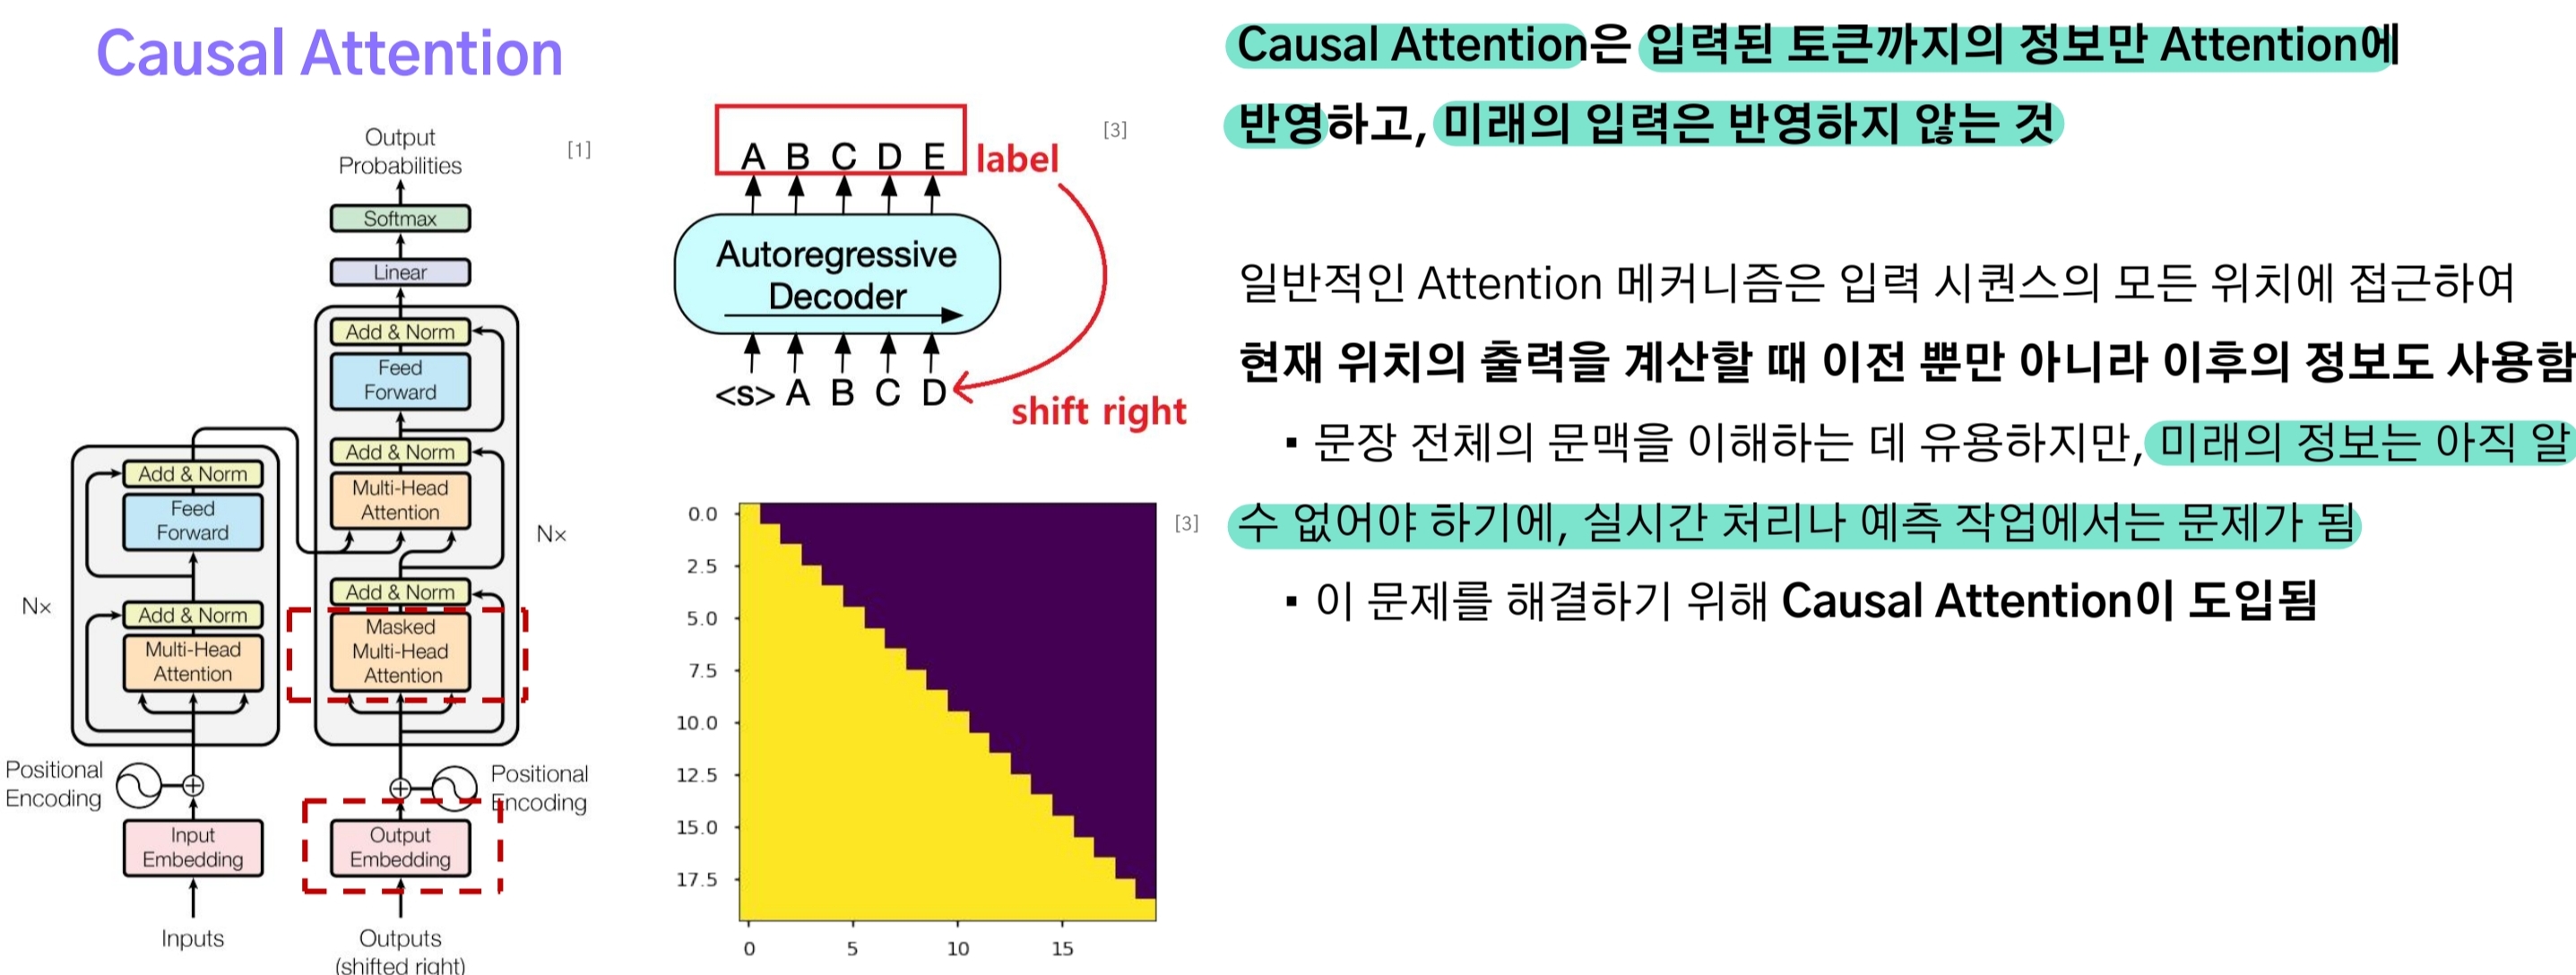 Causal Attention
Output
Probabilities
[1]
Softmax
Linear
Add & Norm
Feed
Forward
Add & Norm
Multi-Head
Attention
Nx
Add & Norm
Masked
Multi-Head
Attention
Add & Norm
Feed
Forward
Nx
Add & Norm
Multi-Head
Attention
Positional
Encoding
Positional
Encoding
Input
Embedding
Output
Embedding
Inputs
Outputs
(shifted right)
A B C D E
label
[3]
Autoregressive
Decoder
<s> A B C D
shift right
[3]
0.0
2.5
5.0
7.5
10.0
12.5
15.0
17.5
0 5 10 15
Causal Attention은 입력된 토큰까지의 정보만 Attention에
반영하고, 미래의 입력은 반영하지 않는 것
일반적인 Attention 메커니즘은 입력 시퀀스의 모든 위치에 접근하여
현재 위치의 출력을 계산할 때 이전 뿐만 아니라 이후의 정보도 사용함
▪ 문장 전체의 문맥을 이해하는 데 유용하지만, 미래의 정보는 아직 알
수 없어야 하기에, 실시간 처리나 예측 작업에서는 문제가 됨
▪ 이 문제를 해결하기 위해 Causal Attention이 도입됨